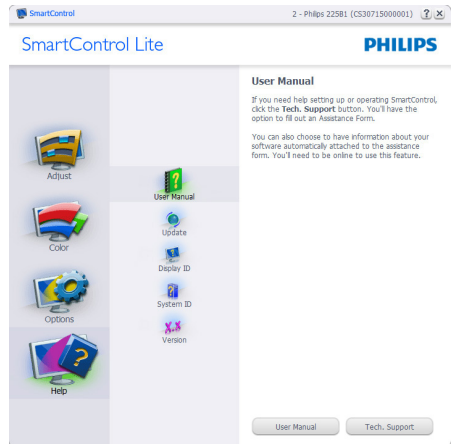 SmartControl
2 - Philips 225B1 (CS30715000001)
? X
SmartControl Lite
PHILIPS
Adjust
Color
Options
Help
User Manual
Update
Display ID
System ID
X.X
Version
User Manual
If you need help setting up or operating SmartControl,
click the Tech. Support button. You'll have the
option to fill out an Assistance Form.
You can also choose to have information about your
software automatically attached to the assistance
form. You'll need to be online to use this feature.
User Manual
Tech. Support